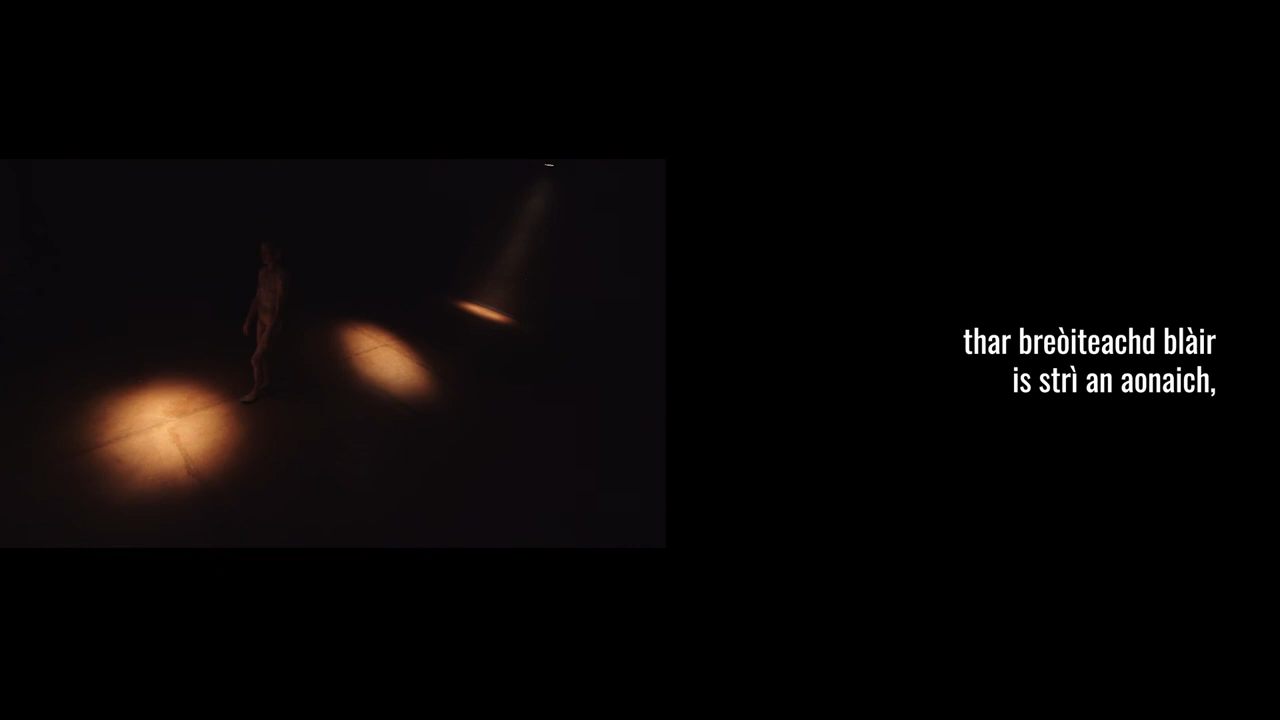 thar breòiteachd blàir
is strì an aonaich,